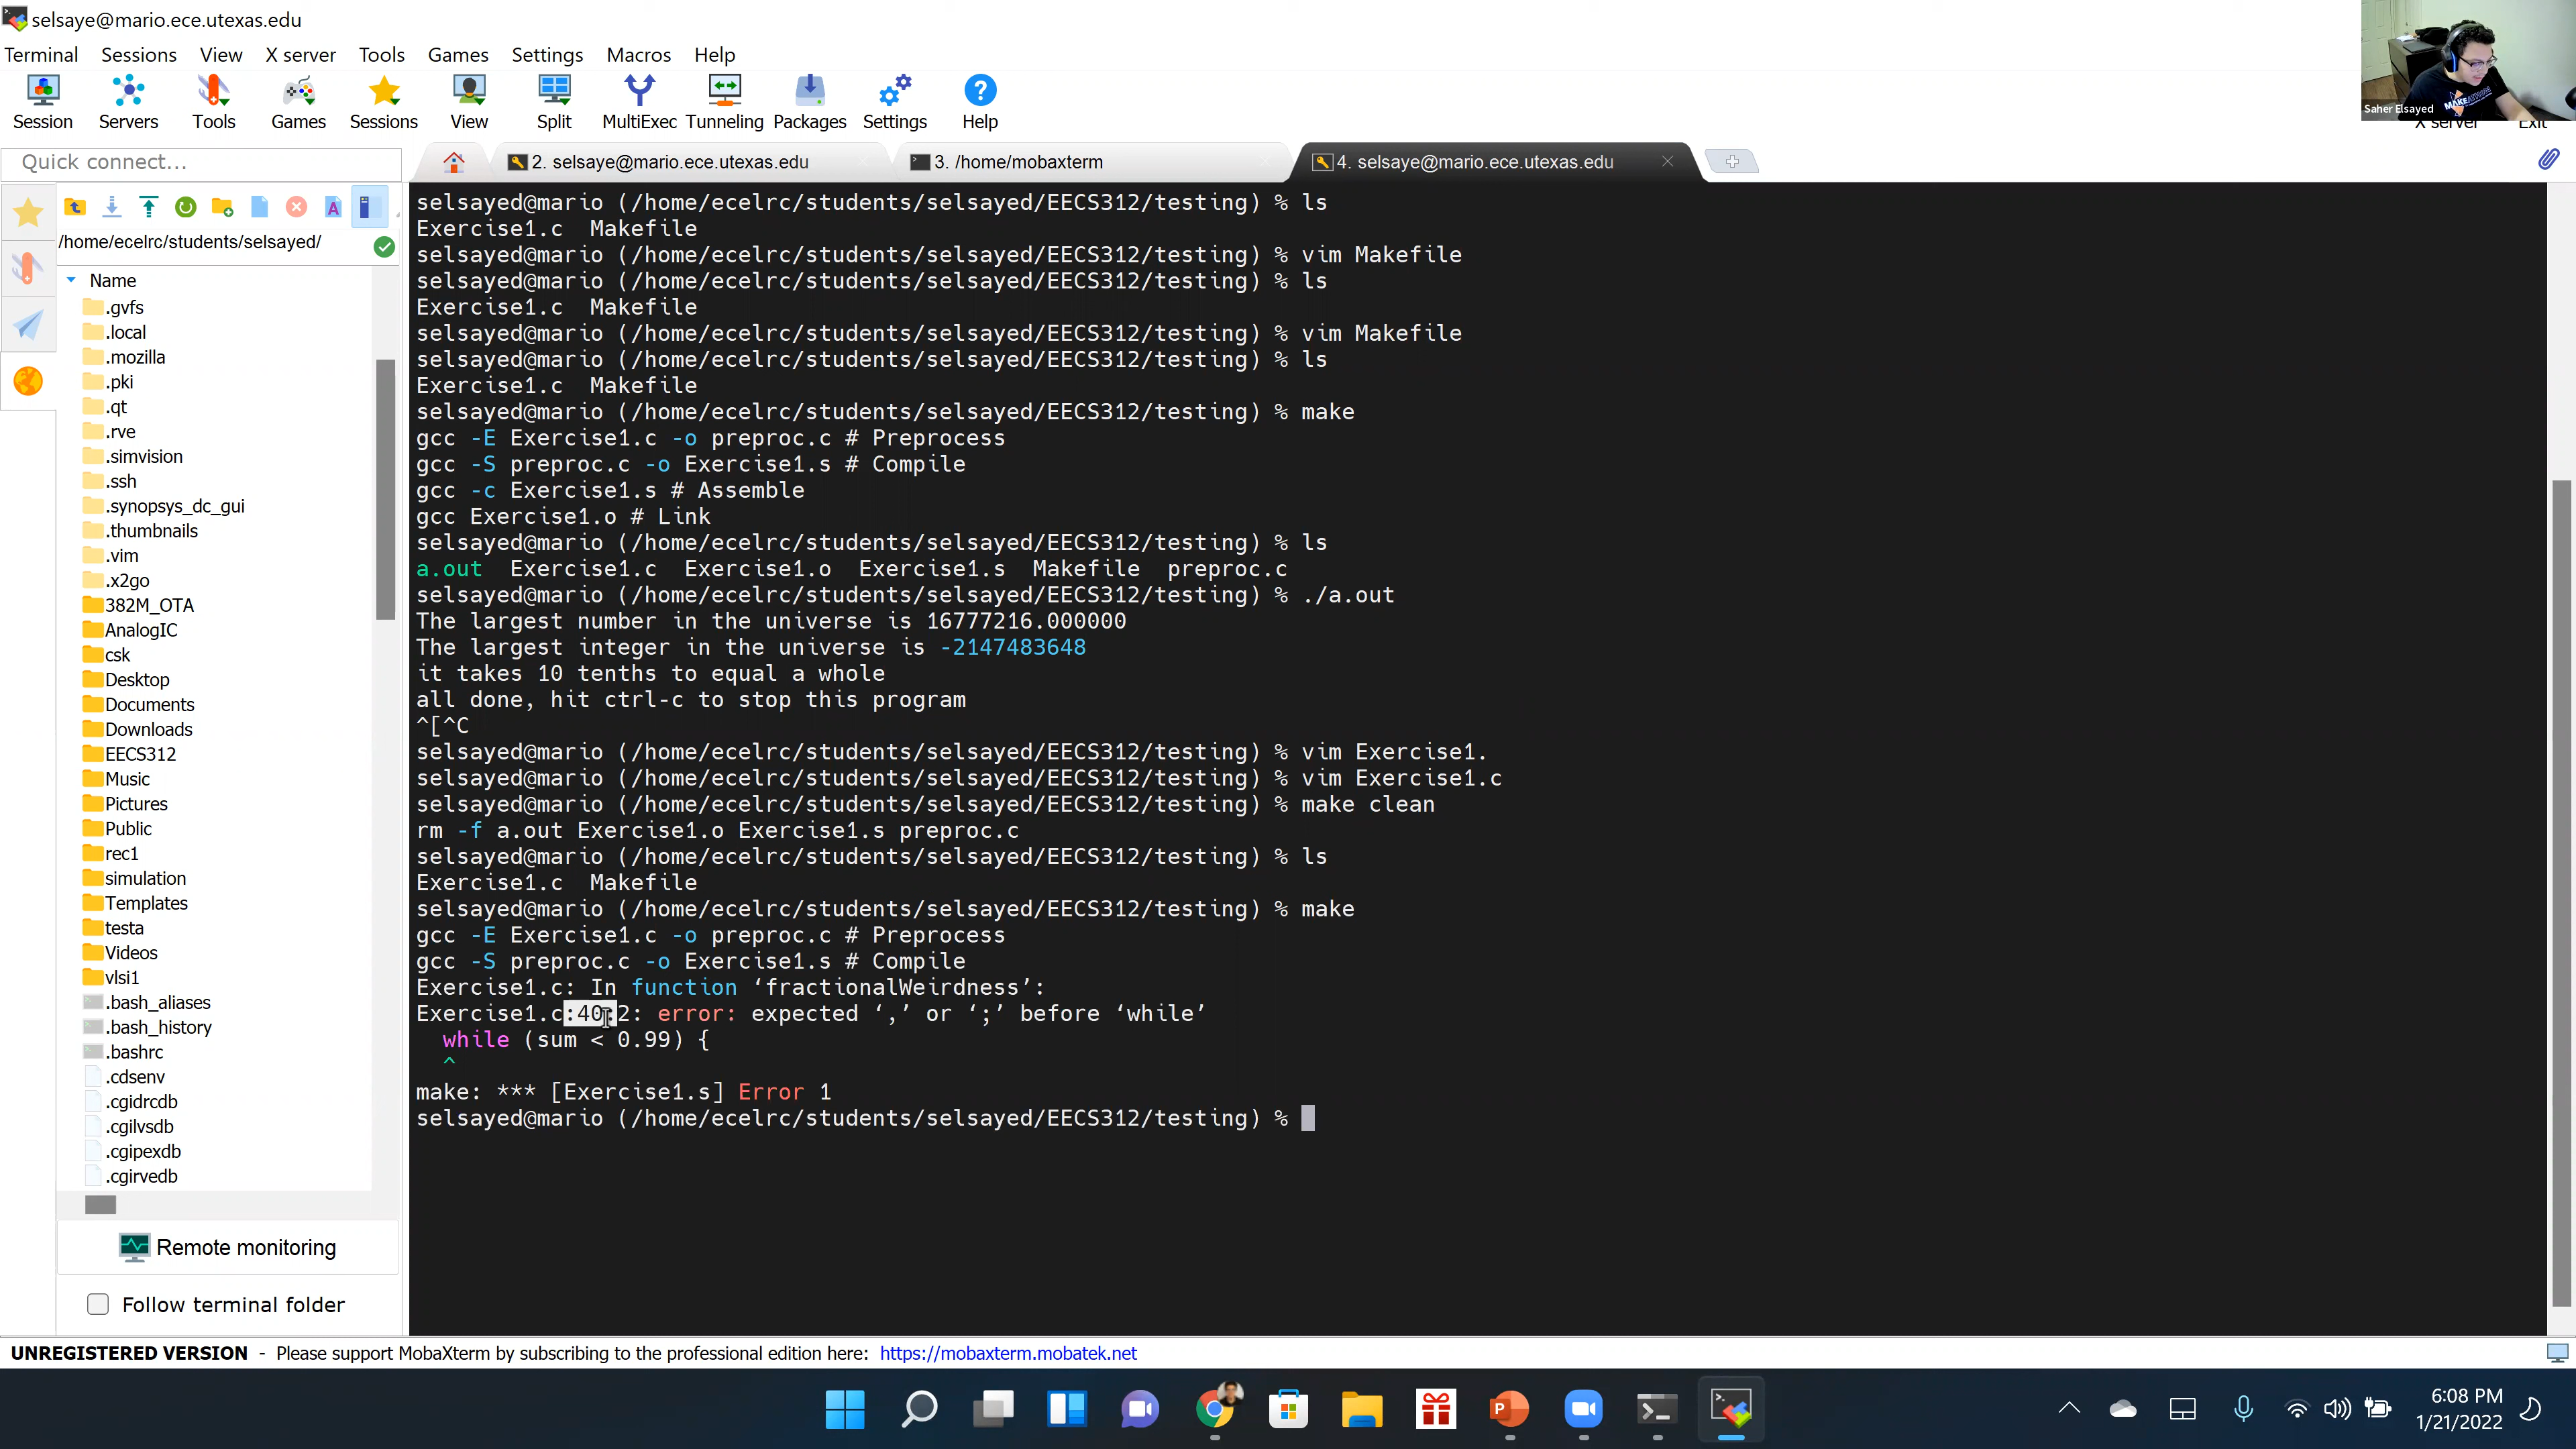 selsaye@mario.ece.utexas.edu
Terminal Sessions View X server Tools Games Settings Macros Help
Session Servers Tools Games Sessions View Split MultiExec Tunneling Packages Settings Help
Saher Elsayed
X server Exit
Quick connect...
2. selsaye@mario.ece.utexas.edu
3. /home/mobaxterm
4. selsaye@mario.ece.utexas.edu
/home/ecelrc/students/selsayed/
Name
.gvfs
.local
.mozilla
.pki
.qt
.rve
.simvision
.ssh
.synopsys_dc_gui
.thumbnails
.vim
.x2go
382M_OTA
AnalogIC
csk
Desktop
Documents
Downloads
EECS312
Music
Pictures
Public
rec1
simulation
Templates
testa
Videos
vlsi1
.bash_aliases
.bash_history
.bashrc
.cdsenv
.cgidrcdb
.cgilvsdb
.cgipexdb
.cgirvedb
Remote monitoring
Follow terminal folder
selsayed@mario (/home/ecelrc/students/selsayed/EECS312/testing) % ls
Exercise1.c Makefile
selsayed@mario (/home/ecelrc/students/selsayed/EECS312/testing) % vim Makefile
selsayed@mario (/home/ecelrc/students/selsayed/EECS312/testing) % ls
Exercise1.c Makefile
selsayed@mario (/home/ecelrc/students/selsayed/EECS312/testing) % vim Makefile
selsayed@mario (/home/ecelrc/students/selsayed/EECS312/testing) % ls
Exercise1.c Makefile
selsayed@mario (/home/ecelrc/students/selsayed/EECS312/testing) % make
gcc -E Exercise1.c -o preproc.c # Preprocess
gcc -S preproc.c -o Exercise1.s # Compile
gcc -c Exercise1.s # Assemble
gcc Exercise1.o # Link
selsayed@mario (/home/ecelrc/students/selsayed/EECS312/testing) % ls
a.out Exercise1.c Exercise1.o Exercise1.s Makefile preproc.c
selsayed@mario (/home/ecelrc/students/selsayed/EECS312/testing) % ./a.out
The largest number in the universe is 16777216.000000
The largest integer in the universe is -2147483648
it takes 10 tenths to equal a whole
all done, hit ctrl-c to stop this program
^[^C
selsayed@mario (/home/ecelrc/students/selsayed/EECS312/testing) % vim Exercise1.
selsayed@mario (/home/ecelrc/students/selsayed/EECS312/testing) % vim Exercise1.c
selsayed@mario (/home/ecelrc/students/selsayed/EECS312/testing) % make clean
rm -f a.out Exercise1.o Exercise1.s preproc.c
selsayed@mario (/home/ecelrc/students/selsayed/EECS312/testing) % ls
Exercise1.c Makefile
selsayed@mario (/home/ecelrc/students/selsayed/EECS312/testing) % make
gcc -E Exercise1.c -o preproc.c # Preprocess
gcc -S preproc.c -o Exercise1.s # Compile
Exercise1.c: In function ‘fractionalWeirdness’:
Exercise1.c:40:2: error: expected ‘,’ or ‘;’ before ‘while’
while (sum < 0.99) {
^
make: *** [Exercise1.s] Error 1
selsayed@mario (/home/ecelrc/students/selsayed/EECS312/testing) %
UNREGISTERED VERSION - Please support MobaXterm by subscribing to the professional edition here: https://mobaxterm.mobatek.net
6:08 PM
1/21/2022